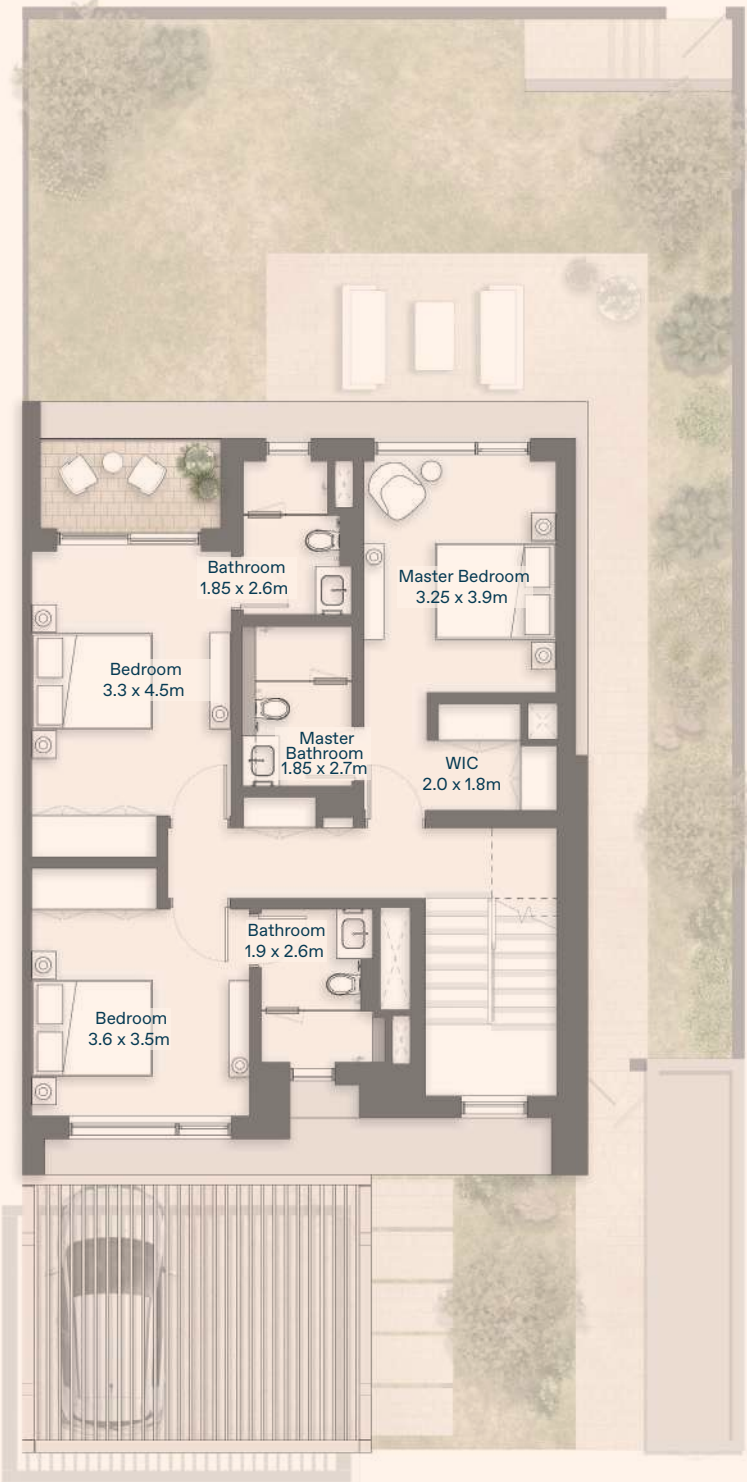 Bathroom
1.85 x 2.6m
Master Bedroom
3.25 x 3.9m
Bedroom
3.3 x 4.5m
Master
Bathroom
1.85 x 2.7m
WIC
2.0 x 1.8m
Bathroom
1.9 x 2.6m
Bedroom
3.6 x 3.5m